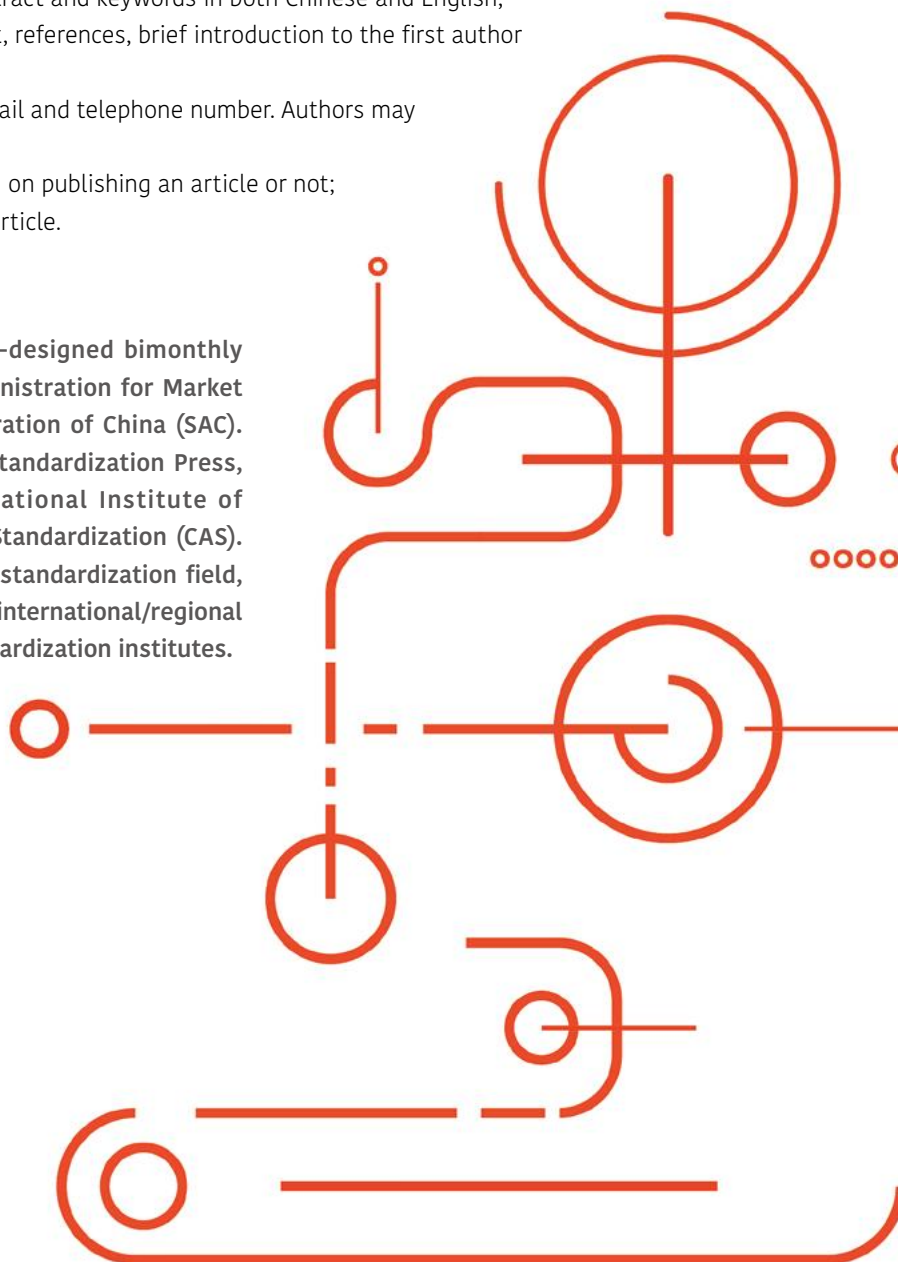 ract and keywords in both Chinese and English,
, references, brief introduction to the first author
ail and telephone number. Authors may
on publishing an article or not;
rticle.
-designed bimonthly
nistration for Market
ration of China (SAC).
tandardization Press,
ational Institute of
Standardization (CAS).
standardization field,
international/regional
ardization institutes.